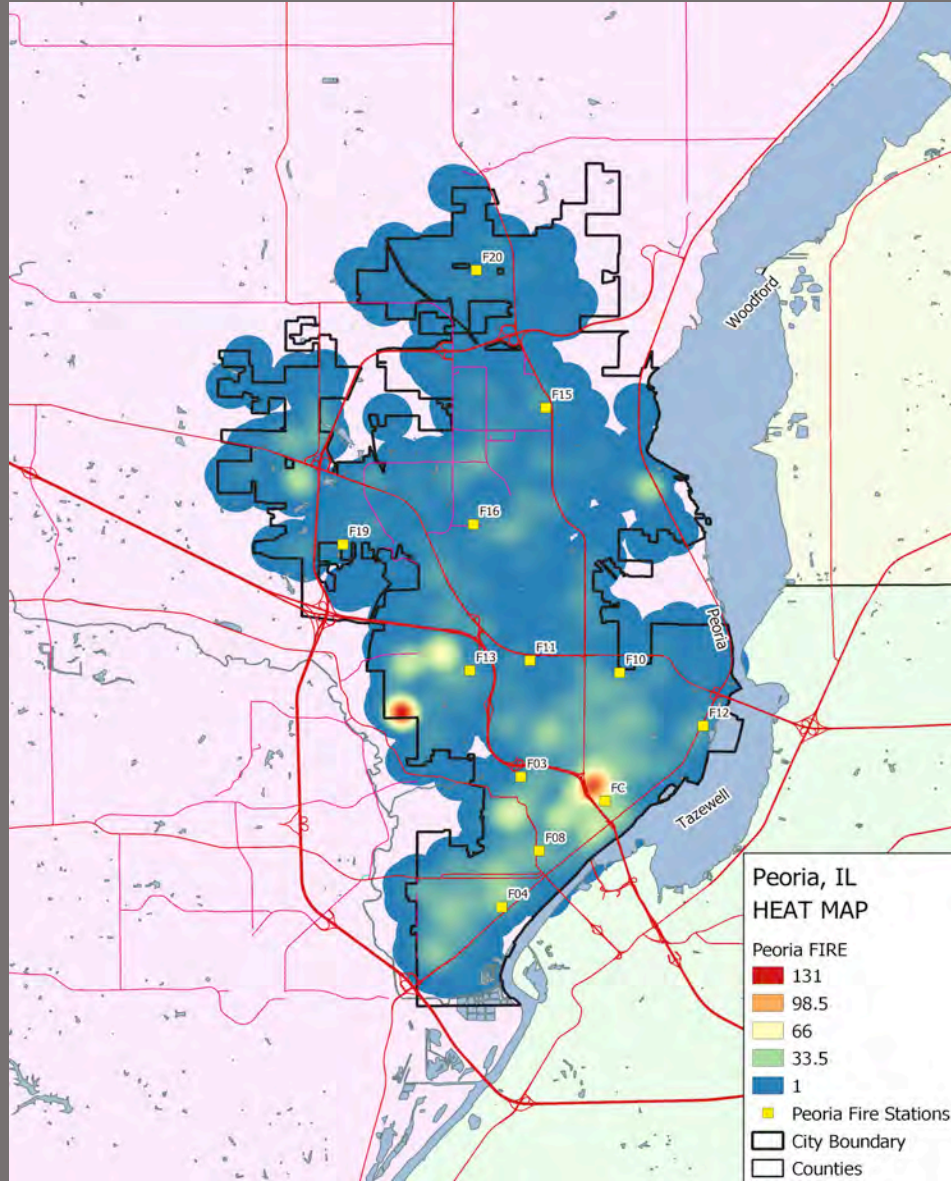 F20
Woodford
F15
F16
F19
Peoria
F11
F13
F10
F12
F03
FC
Tazewell
F08
F04
Peoria, IL
HEAT MAP
Peoria FIRE
131
98.5
66
33.5
1
Peoria Fire Stations
City Boundary
Counties